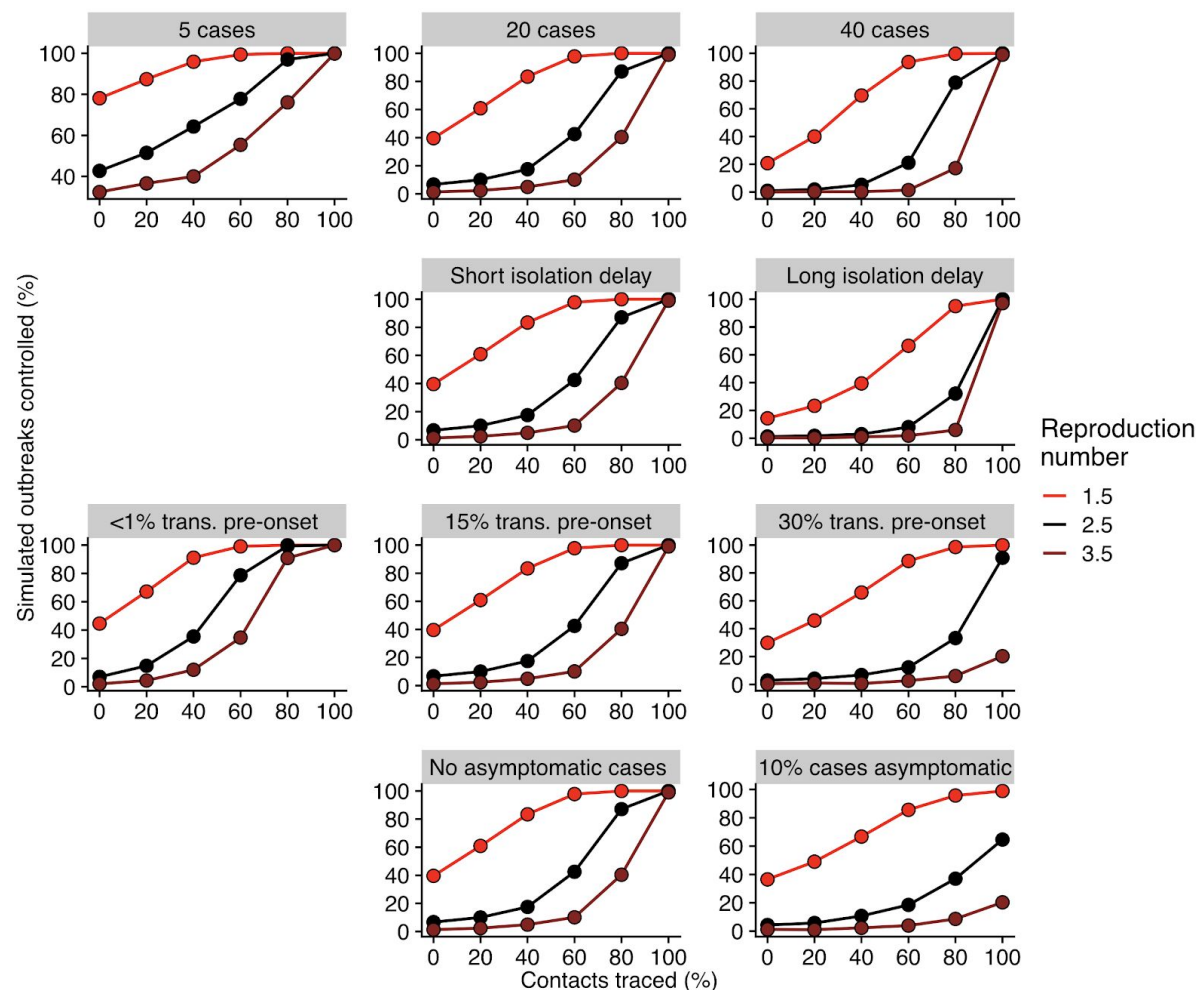 5 cases
20 cases
40 cases
100
80
60
40
0 20 40 60 80 100
100
80
60
40
20
0
0 20 40 60 80 100
100
80
60
40
20
0
0 20 40 60 80 100
Simulated outbreaks controlled (%)
Short isolation delay
Long isolation delay
100
80
60
40
20
0
0 20 40 60 80 100
100
80
60
40
20
0
0 20 40 60 80 100
Reproduction
number
1.5
2.5
3.5
<1% trans. pre-onset
15% trans. pre-onset
30% trans. pre-onset
100
80
60
40
20
0
0 20 40 60 80 100
100
80
60
40
20
0
0 20 40 60 80 100
100
80
60
40
20
0
0 20 40 60 80 100
No asymptomatic cases
10% cases asymptomatic
100
80
60
40
20
0
0 20 40 60 80 100
100
80
60
40
20
0
0 20 40 60 80 100
Contacts traced (%)